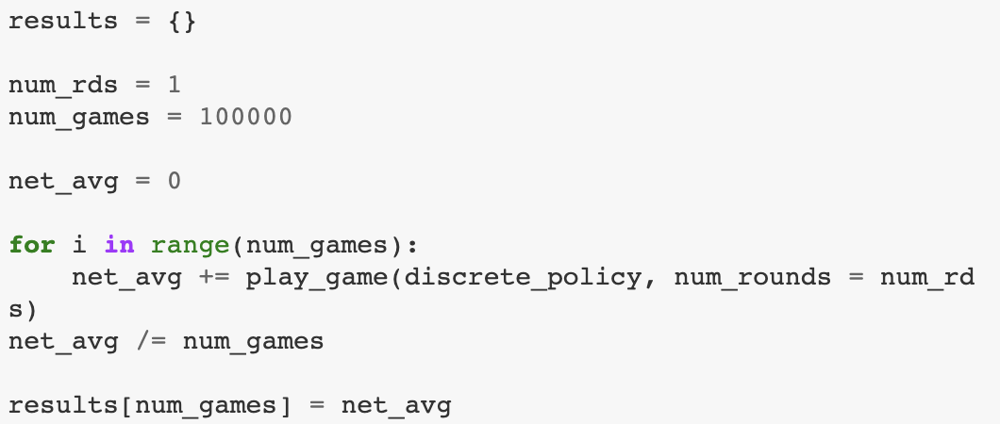 results = {}
num_rds = 1
num_games = 100000
net_avg = 0
for i in range(num_games):
    net_avg += play_game(discrete_policy, num_rounds = num_rd
s)
net_avg /= num_games
results[num_games] = net_avg